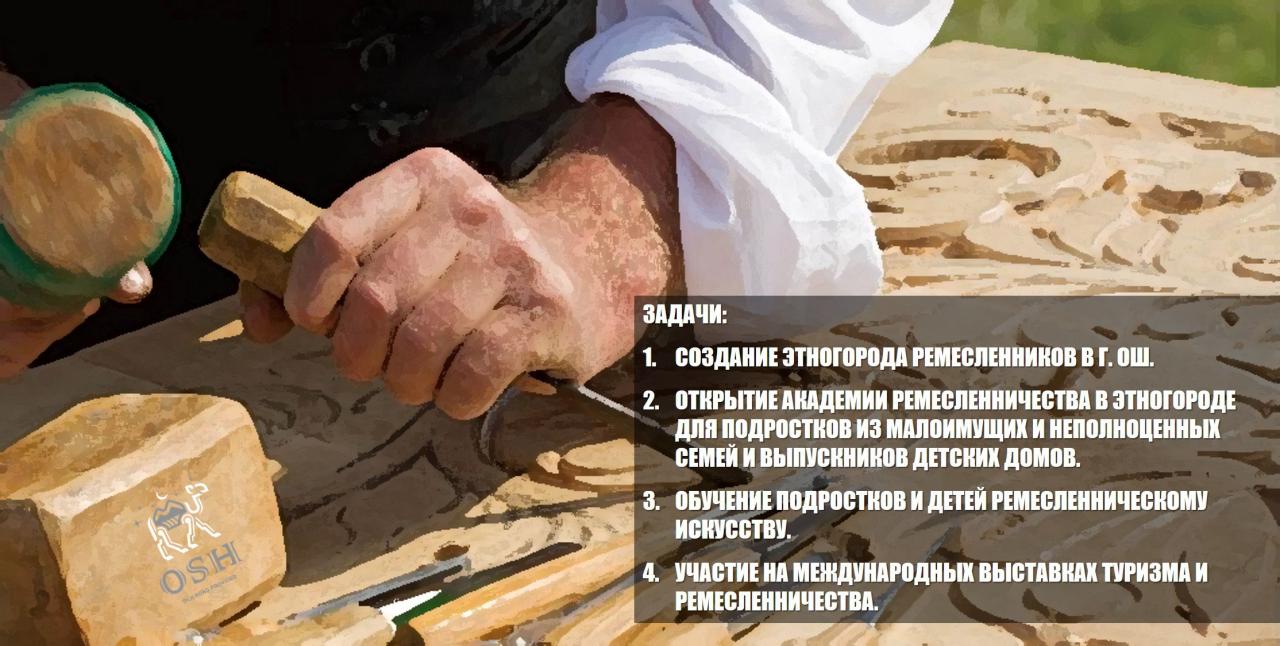 ЗАДАЧИ:
1. СОЗДАНИЕ ЭТНОГОРОДА РЕМЕСЛЕННИКОВ В Г. ОШ.
2. ОТКРЫТИЕ АКАДЕМИИ РЕМЕСЛЕННИЧЕСТВА В ЭТНОГОРОДЕ
ДЛЯ ПОДРОСТКОВ ИЗ МАЛОИМУЩИХ И НЕПОЛНОЦЕННЫХ
СЕМЕЙ И ВЫПУСКНИКОВ ДЕТСКИХ ДОМОВ.
3. ОБУЧЕНИЕ ПОДРОСТКОВ И ДЕТЕЙ РЕМЕСЛЕННИЧЕСКОМУ
ИСКУССТВУ.
4. УЧАСТИЕ НА МЕЖДУНАРОДНЫХ ВЫСТАВКАХ ТУРИЗМА И
РЕМЕСЛЕННИЧЕСТВА.
OSH